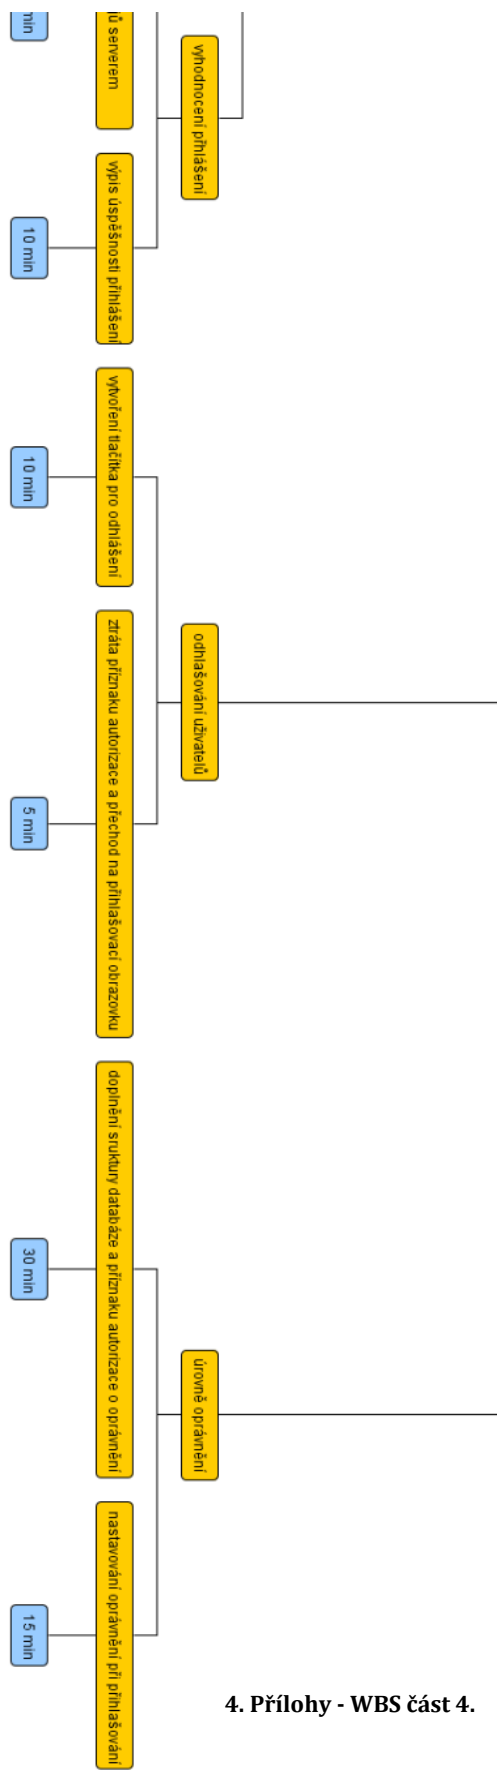 min
ů serverem
vyhodnocení přhlášení
10 min
výpis úspěšnosti přihlášení
10 min
vytvoření tlačítka pro odhlášení
odhlašování uživatelů
5 min
ztráta příznaku autorizace a přechod na přihlašovací obrazovku
30 min
doplnění sruktury databáze a příznaku autorizace o oprávnění
úrovně oprávnění
15 min
nastavování oprávnění při přihlašování
4. Přílohy - WBS část 4.